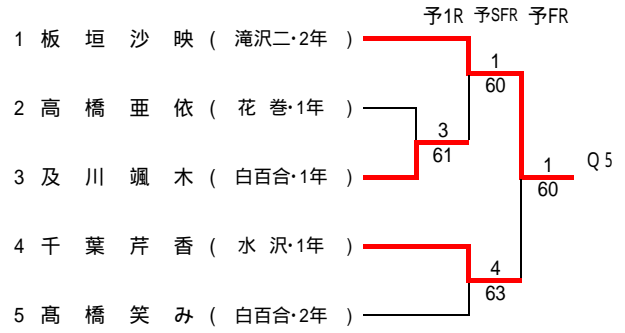 予1R 予SFR 予FR
1 板 垣 沙 映 ( 滝沢二･2年 )
1
60
2 高 橋 亜 依 ( 花 巻･1年 )
3
61
3 及 川 颯 木 ( 白百合･1年 )
1
60
Q 5
4 千 葉 芹 香 ( 水 沢･1年 )
4
63
5 髙 橋 笑 み ( 白百合･2年 )